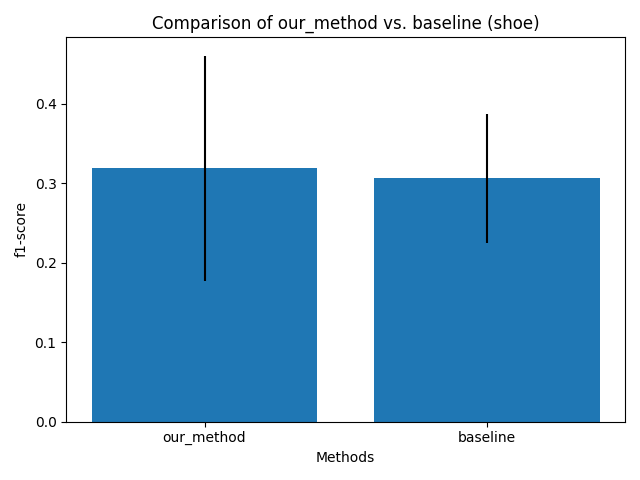 Comparison of our_method vs. baseline (shoe)
f1-score
0.4
0.3
0.2
0.1
0.0
our_method baseline
Methods